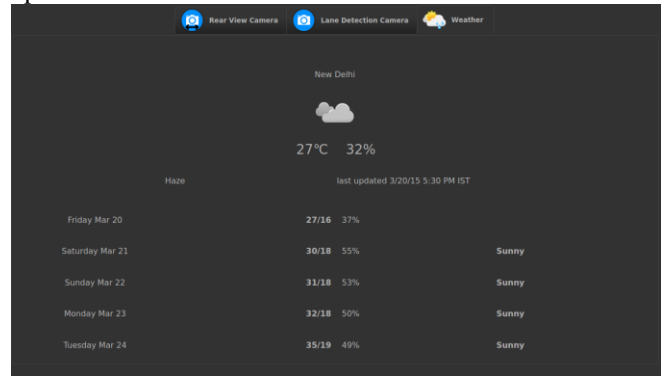 Rear View Camera Lane Detection Camera Weather
New Delhi
27°C 32%
Haze last updated 3/20/15 5:30 PM IST
Friday Mar 20 27/16 37%
Saturday Mar 21 30/18 55% Sunny
Sunday Mar 22 31/18 53% Sunny
Monday Mar 23 32/18 50% Sunny
Tuesday Mar 24 35/19 49% Sunny